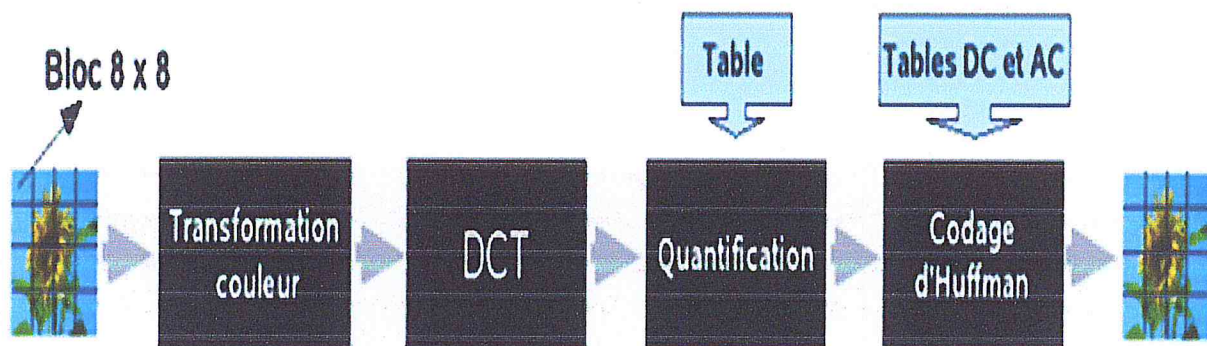 Bloc 8 x 8
Table
Tables DC et AC
Transformation
couleur
DCT
Quantification
Codage
d'Huffman